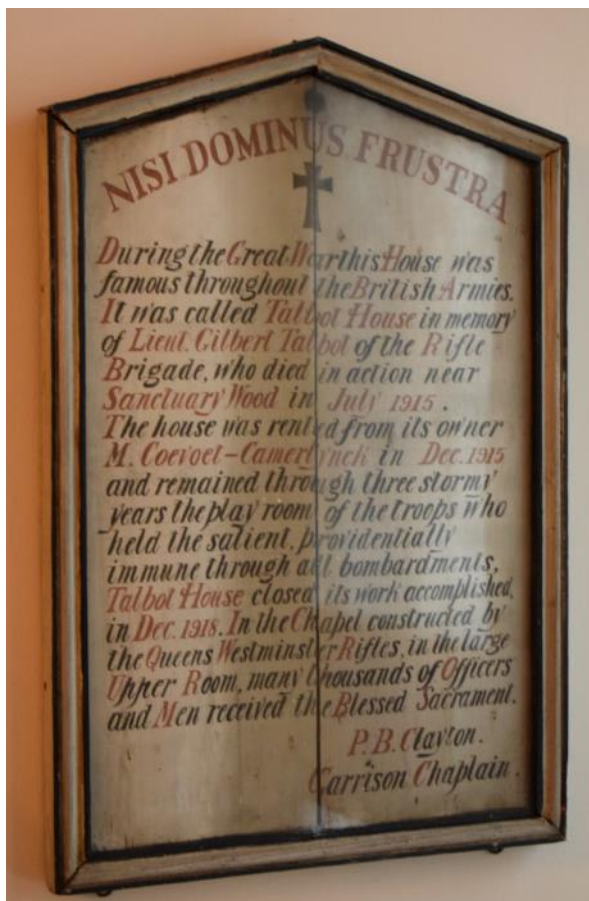 NISI DOMINUS FRUSTRA
During the Great War this House was
famous throughout the British Armies.
It was called Talbot House in memory
of Lieut. Gilbert Talbot of the Rifle
Brigade, who died in action near
Sanctuary Wood in July 1915.
The house was rented from its owner
M. Coevoet-Camerlynck in Dec. 1915
and remained through three stormy
years the play room of the troops who
held the salient, providentially
immune through all bombardments,
Talbot House closed its work accomplished,
in Dec. 1918. In the Chapel constructed by
the Queens Westminster Rifles, in the large
Upper Room, many thousands of Officers
and Men received the Blessed Sacrament.
P. B. Clayton.
Garrison Chaplain.